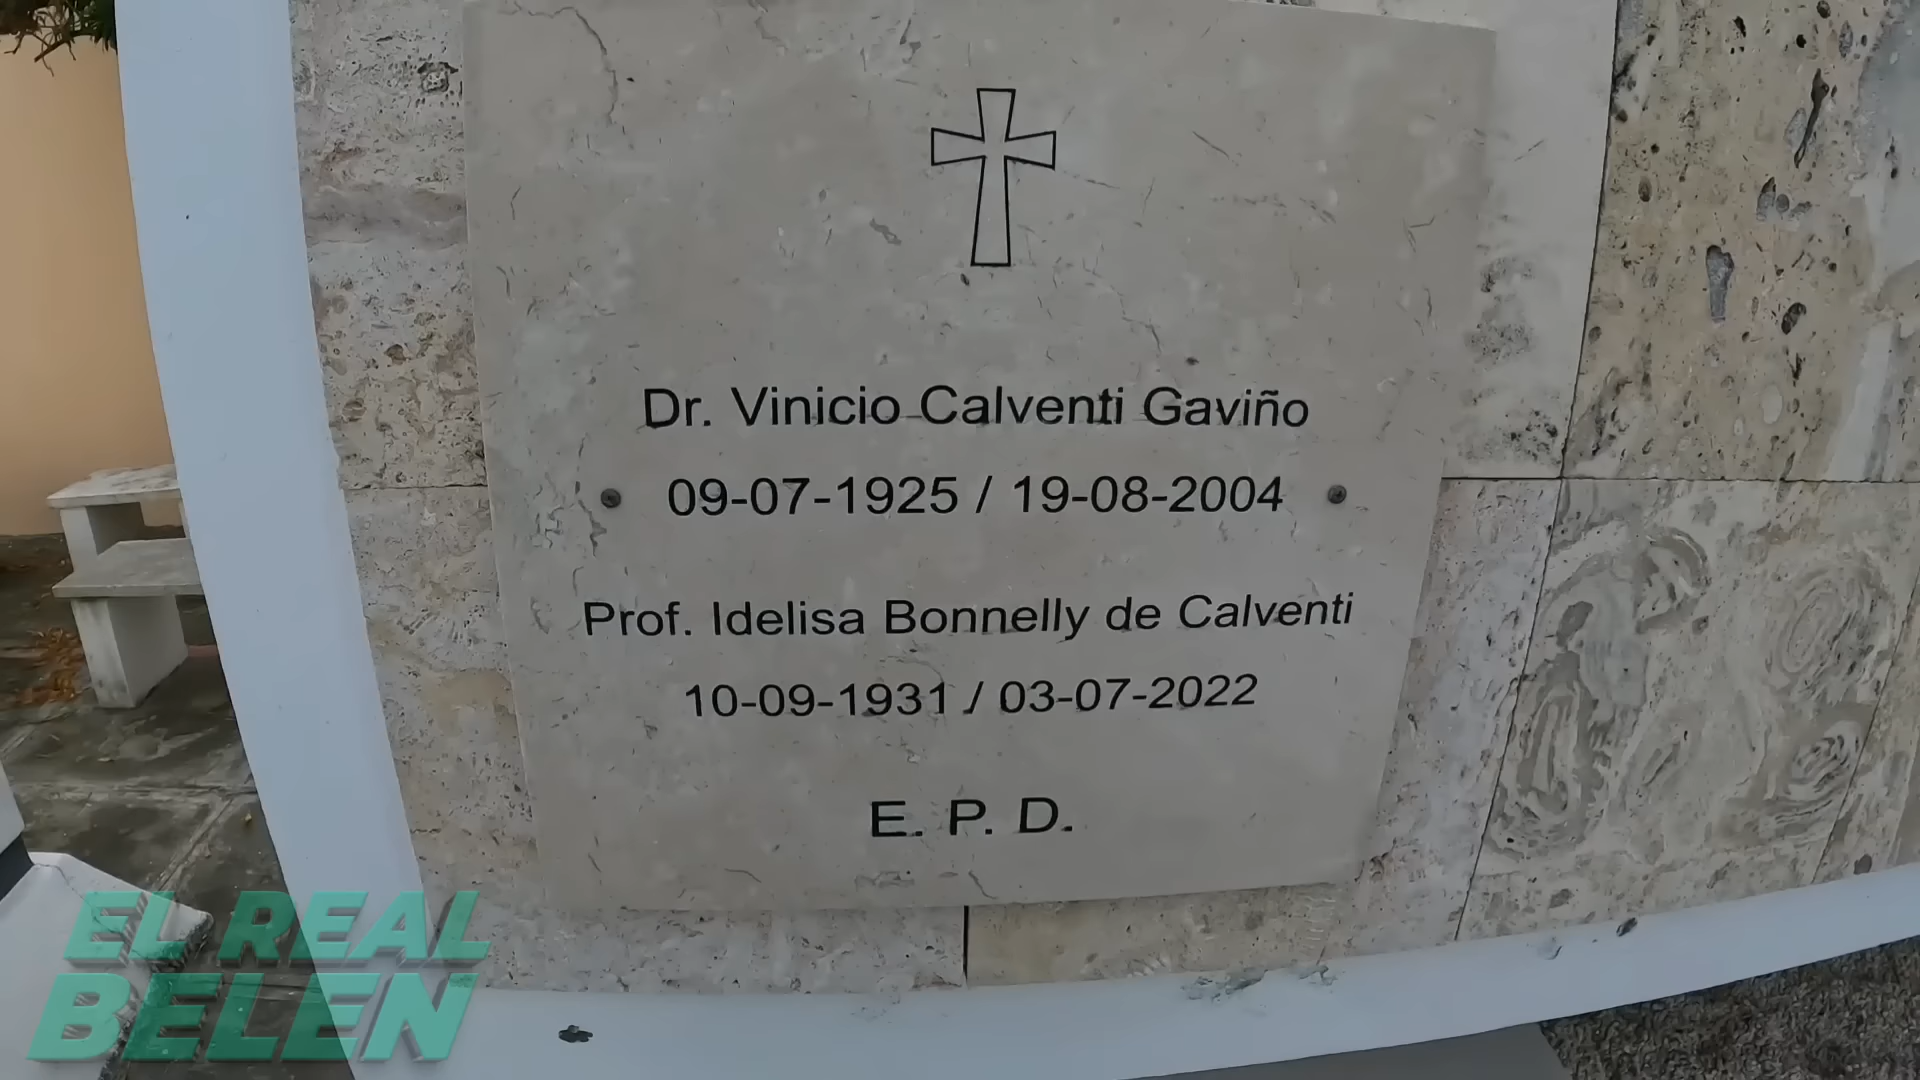 Dr. Vinicio Calventi Gaviño
09-07-1925 / 19-08-2004
Prof. Idelisa Bonnelly de Calventi
10-09-1931 / 03-07-2022
E. P. D.
EL REAL
BELEN